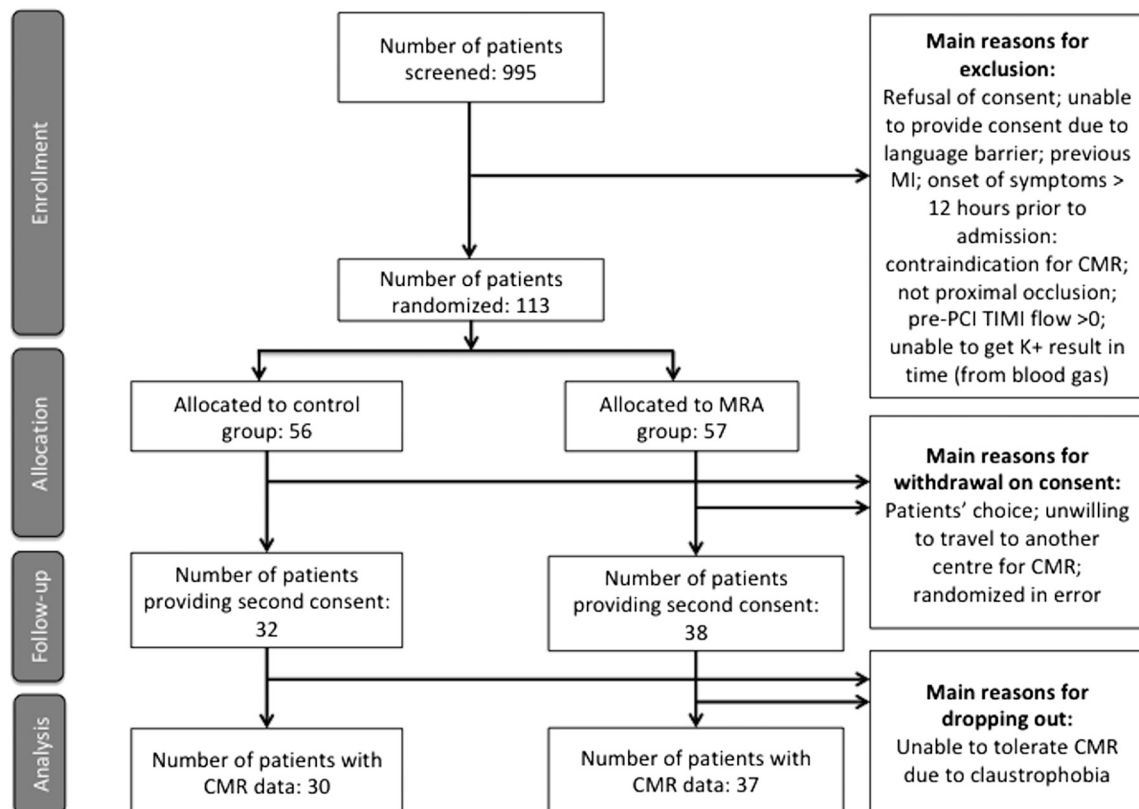 Enrollment
Number of patients
screened: 995
Main reasons for
exclusion:
Refusal of consent; unable
to provide consent due to
language barrier; previous
MI; onset of symptoms >
12 hours prior to
admission:
contraindication for CMR;
not proximal occlusion;
pre-PCI TIMI flow >0;
unable to get K+ result in
time (from blood gas)
Number of patients
randomized: 113
Allocation
Allocated to control
group: 56
Allocated to MRA
group: 57
Main reasons for
withdrawal on consent:
Patients’ choice; unwilling
to travel to another
centre for CMR;
randomized in error
Follow-up
Number of patients
providing second consent:
32
Number of patients
providing second consent:
38
Main reasons for
dropping out:
Unable to tolerate CMR
due to claustrophobia
Analysis
Number of patients with
CMR data: 30
Number of patients with
CMR data: 37